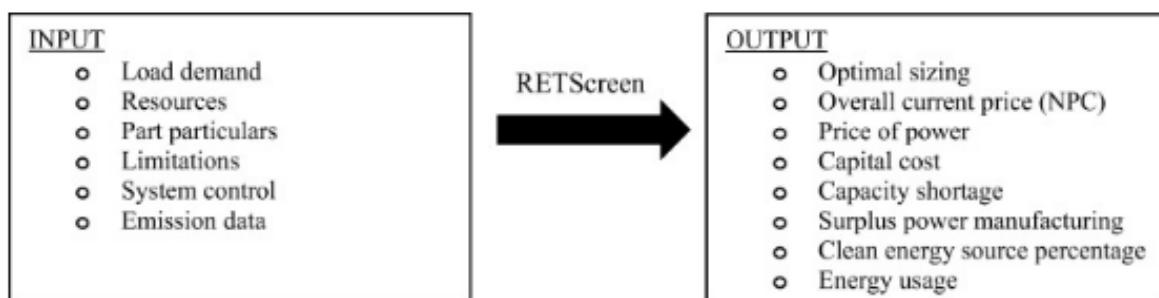 INPUT
o Load demand
o Resources
o Part particulars
o Limitations
o System control
o Emission data
RETScreen
OUTPUT
o Optimal sizing
o Overall current price (NPC)
o Price of power
o Capital cost
o Capacity shortage
o Surplus power manufacturing
o Clean energy source percentage
o Energy usage